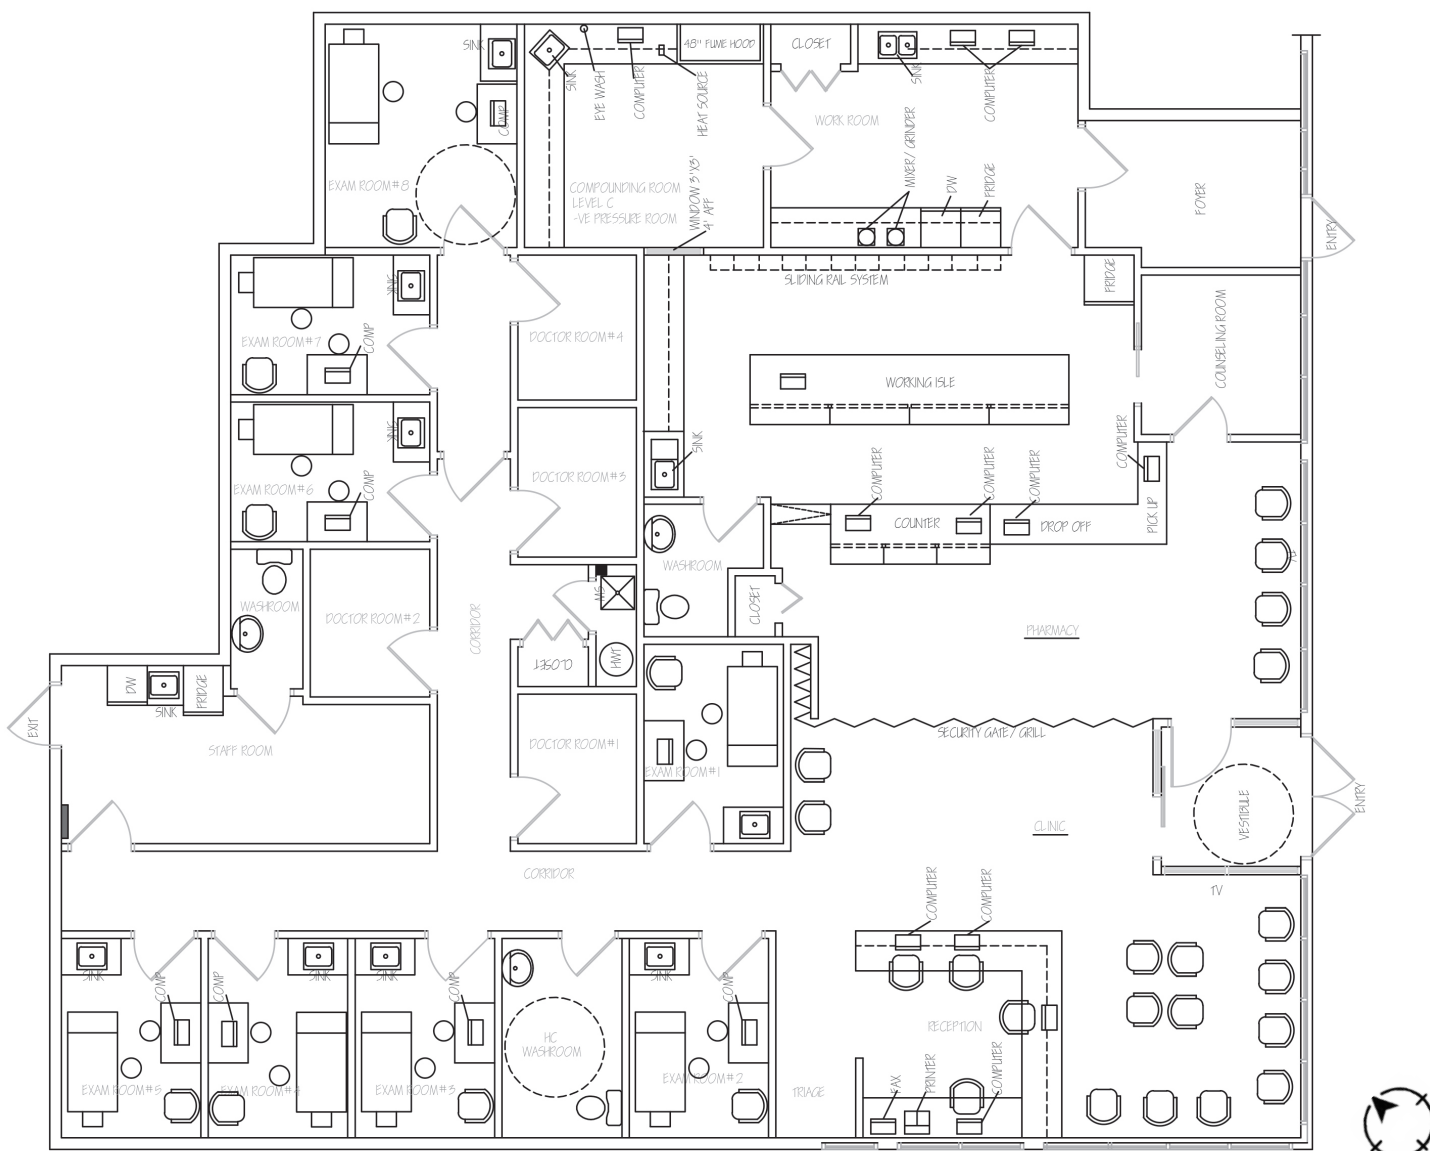 SINK
COMP
EXAM ROOM#8
SINK
EYE WASH
COMPUTER
HEAT SOURCE
48" FUME HOOD
COMPOUNDING ROOM
LEVEL C
-VE PRESSURE ROOM
WINDOW 3'X3'
4' AFF
CLOSET
SINK
COMPUTER
WORK ROOM
MIXER/ GRINDER
DW
FRIDGE
FOYER
ENTRY
SINK
EXAM ROOM#7
COMP
DOCTOR ROOM#4
SLIDING RAIL SYSTEM
FRIDGE
COUNSELING ROOM
WORKING ISLE
SINK
EXAM ROOM#6
COMP
DOCTOR ROOM#3
SINK
COMPUTER
COMPUTER
COMPUTER
COMPUTER
COUNTER
DROP OFF
PICK UP
WASHROOM
DOCTOR ROOM#2
CORRIDOR
MS
CLOSET
HWT
WASHROOM
CLOSET
PHARMACY
DW
SINK
FRIDGE
EXIT
STAFF ROOM
DOCTOR ROOM#1
EXAM ROOM#1
SECURITY GATE/ GRILL
CLINIC
VESTIBULE
ENTRY
CORRIDOR
TV
COMPUTER
COMPUTER
SINK
COMP
EXAM ROOM#5
COMP
SINK
EXAM ROOM#4
SINK
COMP
EXAM ROOM#3
HC
WASHROOM
SINK
COMP
EXAM ROOM#2
TRIAGE
RECEPTION
FAX
PRINTER
COMPUTER